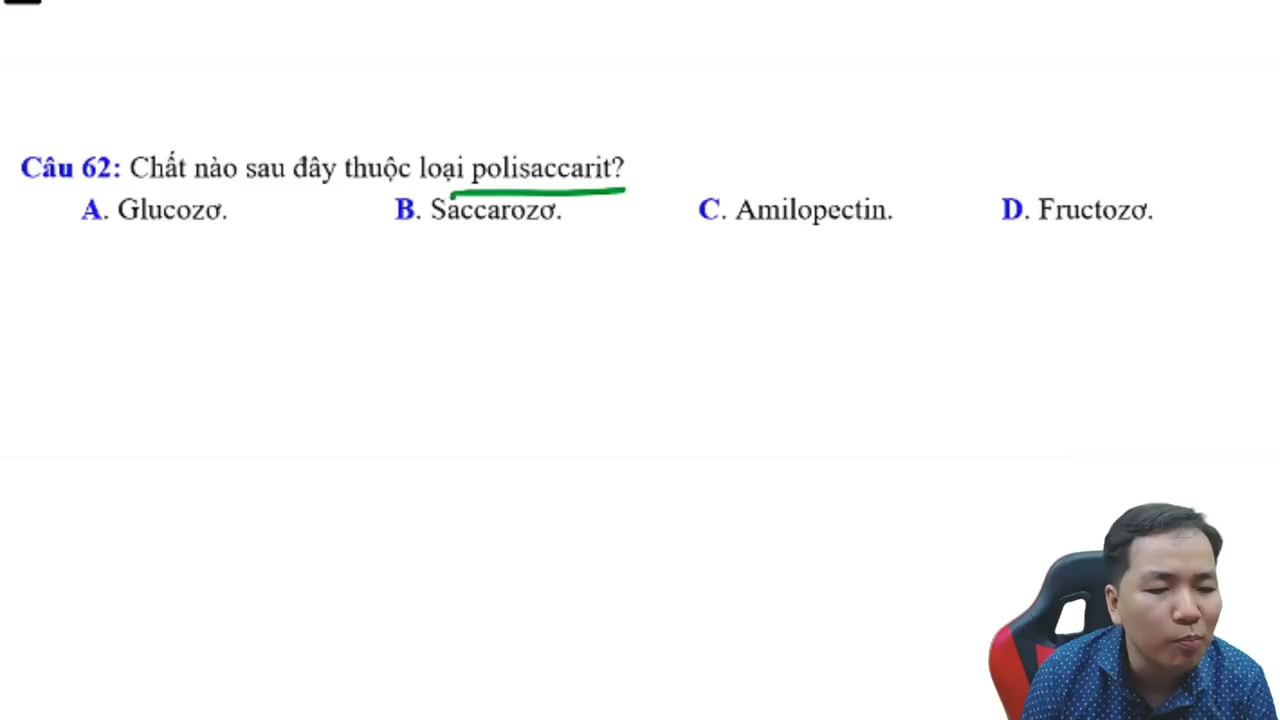 Câu 62: Chất nào sau đây thuộc loại polisaccarit?
A. Glucozơ. B. Saccarozơ. C. Amilopectin. D. Fructozơ.